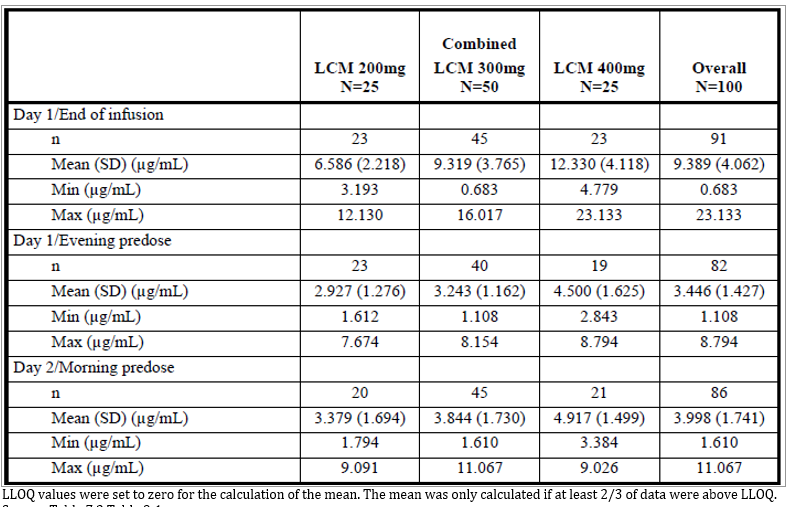 Combined
LCM 200mg LCM 300mg LCM 400mg Overall
N=25 N=50 N=25 N=100
Day 1/End of infusion
n 23 45 23 91
Mean (SD) (µg/mL) 6.586 (2.218) 9.319 (3.765) 12.330 (4.118) 9.389 (4.062)
Min (µg/mL) 3.193 0.683 4.779 0.683
Max (µg/mL) 12.130 16.017 23.133 23.133
Day 1/Evening predose
n 23 40 19 82
Mean (SD) (µg/mL) 2.927 (1.276) 3.243 (1.162) 4.500 (1.625) 3.446 (1.427)
Min (µg/mL) 1.612 1.108 2.843 1.108
Max (µg/mL) 7.674 8.154 8.794 8.794
Day 2/Morning predose
n 20 45 21 86
Mean (SD) (µg/mL) 3.379 (1.694) 3.844 (1.730) 4.917 (1.499) 3.998 (1.741)
Min (µg/mL) 1.794 1.610 3.384 1.610
Max (µg/mL) 9.091 11.067 9.026 11.067
LLOQ values were set to zero for the calculation of the mean. The mean was only calculated if at least 2/3 of data were above LLOQ.